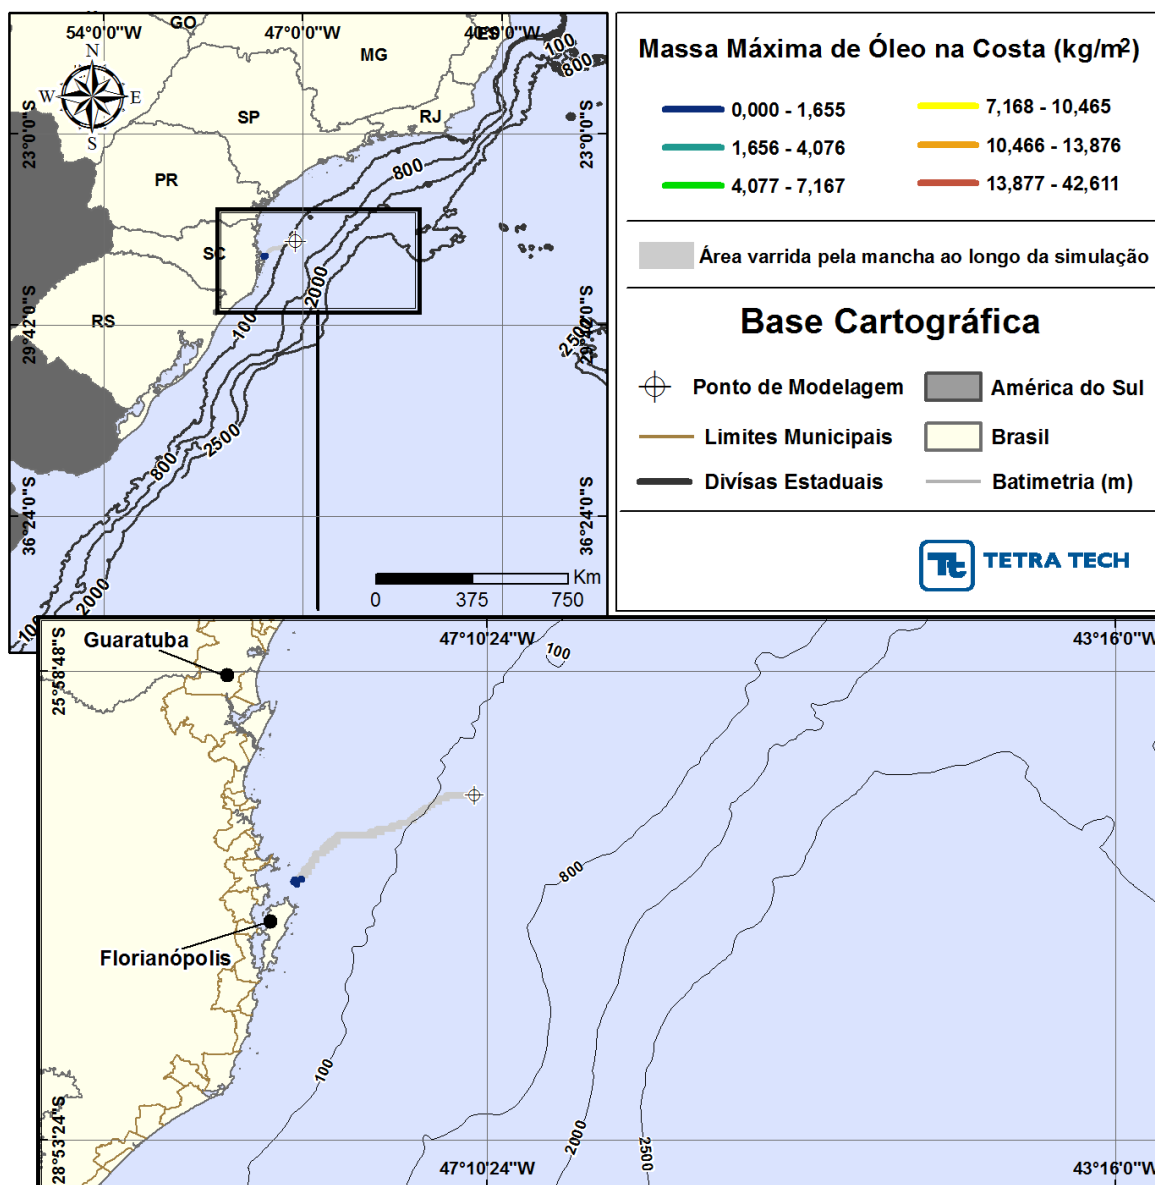 54°0'0"W
47°0'0"W
40°0'0"W
GO
ES
MG
100
800
N
W
E
S
SP
RJ
23°0'0"S
23°0'0"S
800
PR
SC
2000
100
RS
29°42'0"S
29°42'0"S
2500
2500
800
36°24'0"S
36°24'0"S
2000
100
Km
0
375
750
Massa Máxima de Óleo na Costa (kg/m²)
0,000 - 1,655
7,168 - 10,465
1,656 - 4,076
10,466 - 13,876
4,077 - 7,167
13,877 - 42,611
Área varrida pela mancha ao longo da simulação
Base Cartográfica
Ponto de Modelagem
América do Sul
Limites Municipais
Brasil
Divísas Estaduais
Batimetria (m)
Tt
TETRA TECH
Guaratuba
47°10'24"W
43°16'0"W
100
25°58'48"S
800
Florianópolis
100
2000
2500
28°53'24"S
47°10'24"W
43°16'0"W